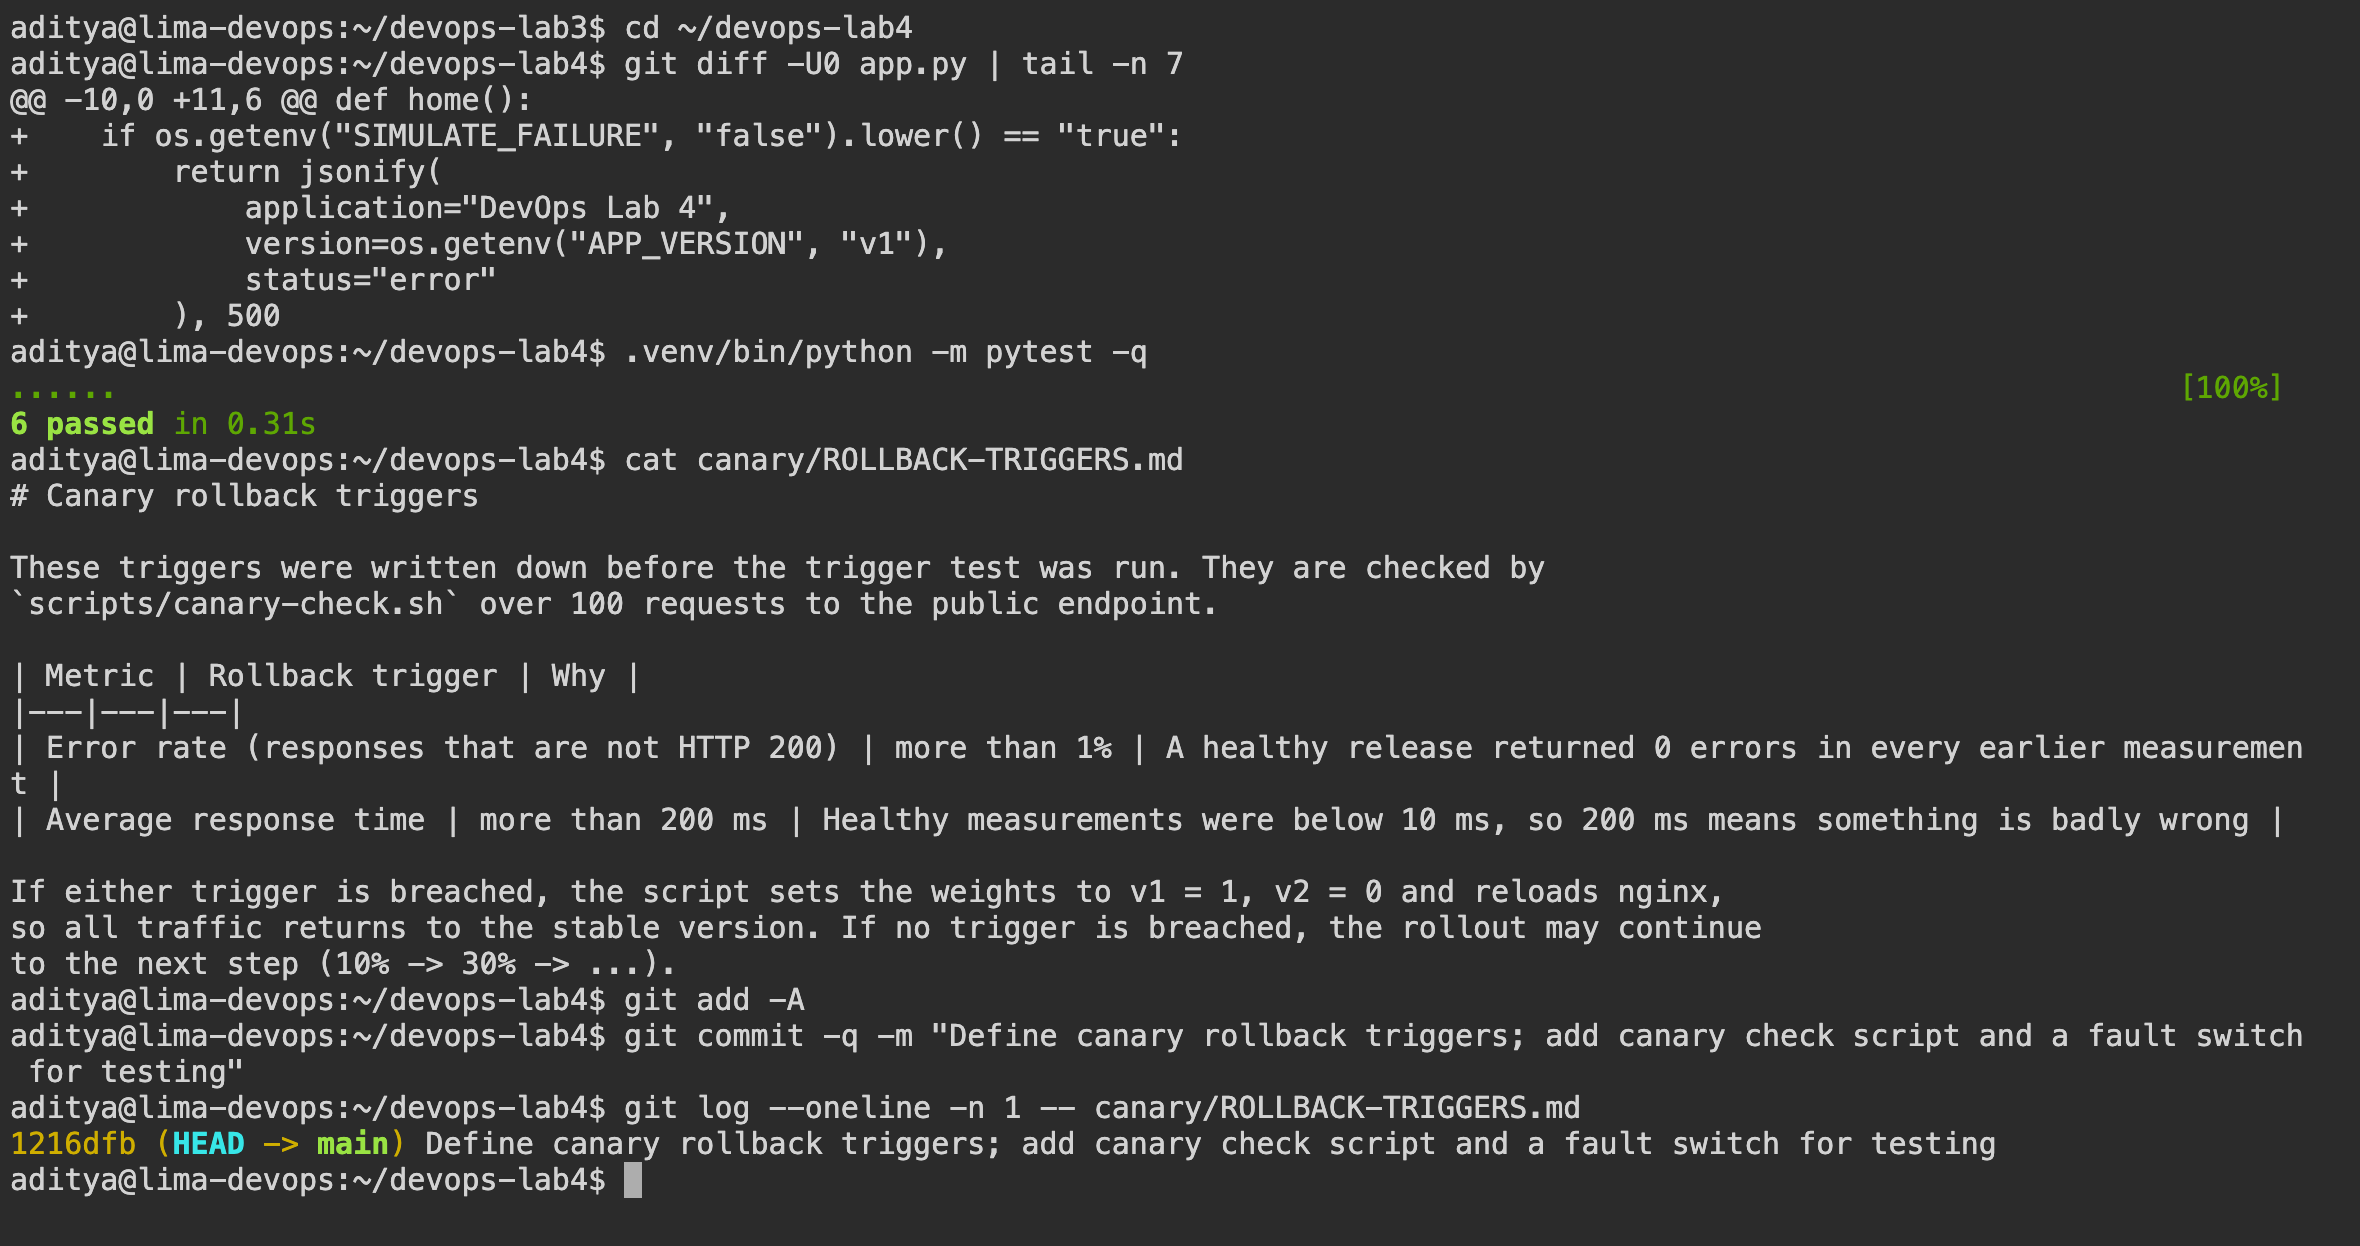 aditya@lima-devops:~/devops-lab3$ cd ~/devops-lab4
aditya@lima-devops:~/devops-lab4$ git diff -U0 app.py | tail -n 7
@@ -10,0 +11,6 @@ def home():
+    if os.getenv("SIMULATE_FAILURE", "false").lower() == "true":
+        return jsonify(
+            application="DevOps Lab 4",
+            version=os.getenv("APP_VERSION", "v1"),
+            status="error"
+        ), 500
aditya@lima-devops:~/devops-lab4$ .venv/bin/python -m pytest -q
...... [100%]
6 passed in 0.31s
aditya@lima-devops:~/devops-lab4$ cat canary/ROLLBACK-TRIGGERS.md
# Canary rollback triggers

These triggers were written down before the trigger test was run. They are checked by
`scripts/canary-check.sh` over 100 requests to the public endpoint.

| Metric | Rollback trigger | Why |
|---|---|---|
| Error rate (responses that are not HTTP 200) | more than 1% | A healthy release returned 0 errors in every earlier measuremen
t |
| Average response time | more than 200 ms | Healthy measurements were below 10 ms, so 200 ms means something is badly wrong |

If either trigger is breached, the script sets the weights to v1 = 1, v2 = 0 and reloads nginx,
so all traffic returns to the stable version. If no trigger is breached, the rollout may continue
to the next step (10% -> 30% -> ...).
aditya@lima-devops:~/devops-lab4$ git add -A
aditya@lima-devops:~/devops-lab4$ git commit -q -m "Define canary rollback triggers; add canary check script and a fault switch
 for testing"
aditya@lima-devops:~/devops-lab4$ git log --oneline -n 1 -- canary/ROLLBACK-TRIGGERS.md
1216dfb (HEAD -> main) Define canary rollback triggers; add canary check script and a fault switch for testing
aditya@lima-devops:~/devops-lab4$